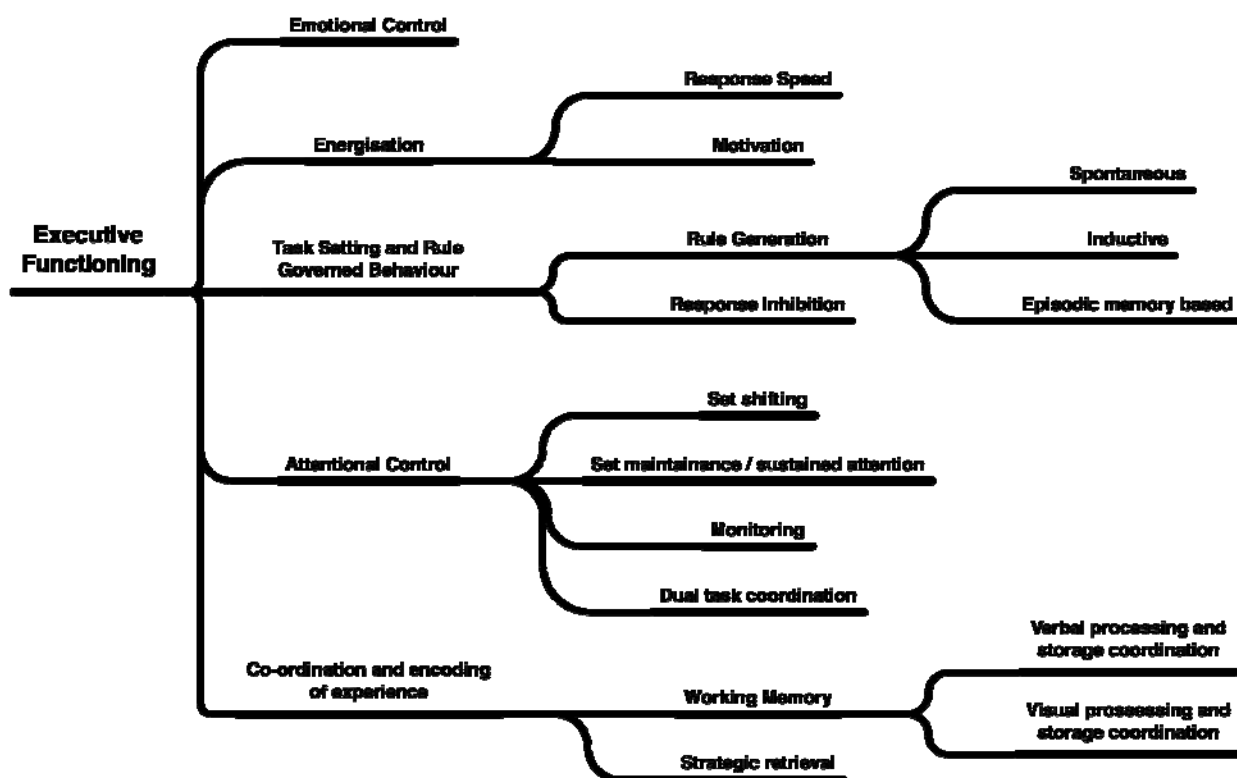 Emotional Control
Response Speed
Energisation
Motivation
Spontaneous
Executive
Functioning
Task Setting and Rule
Governed Behaviour
Rule Generation
Inductive
Response Inhibition
Episodic memory based
Set shifting
Attentional Control
Set maintainance / sustained attention
Monitoring
Dual task coordination
Co-ordination and encoding
of experience
Working Memory
Verbal processing and
storage coordination
Visual prossessing and
storage coordination
Strategic retrieval